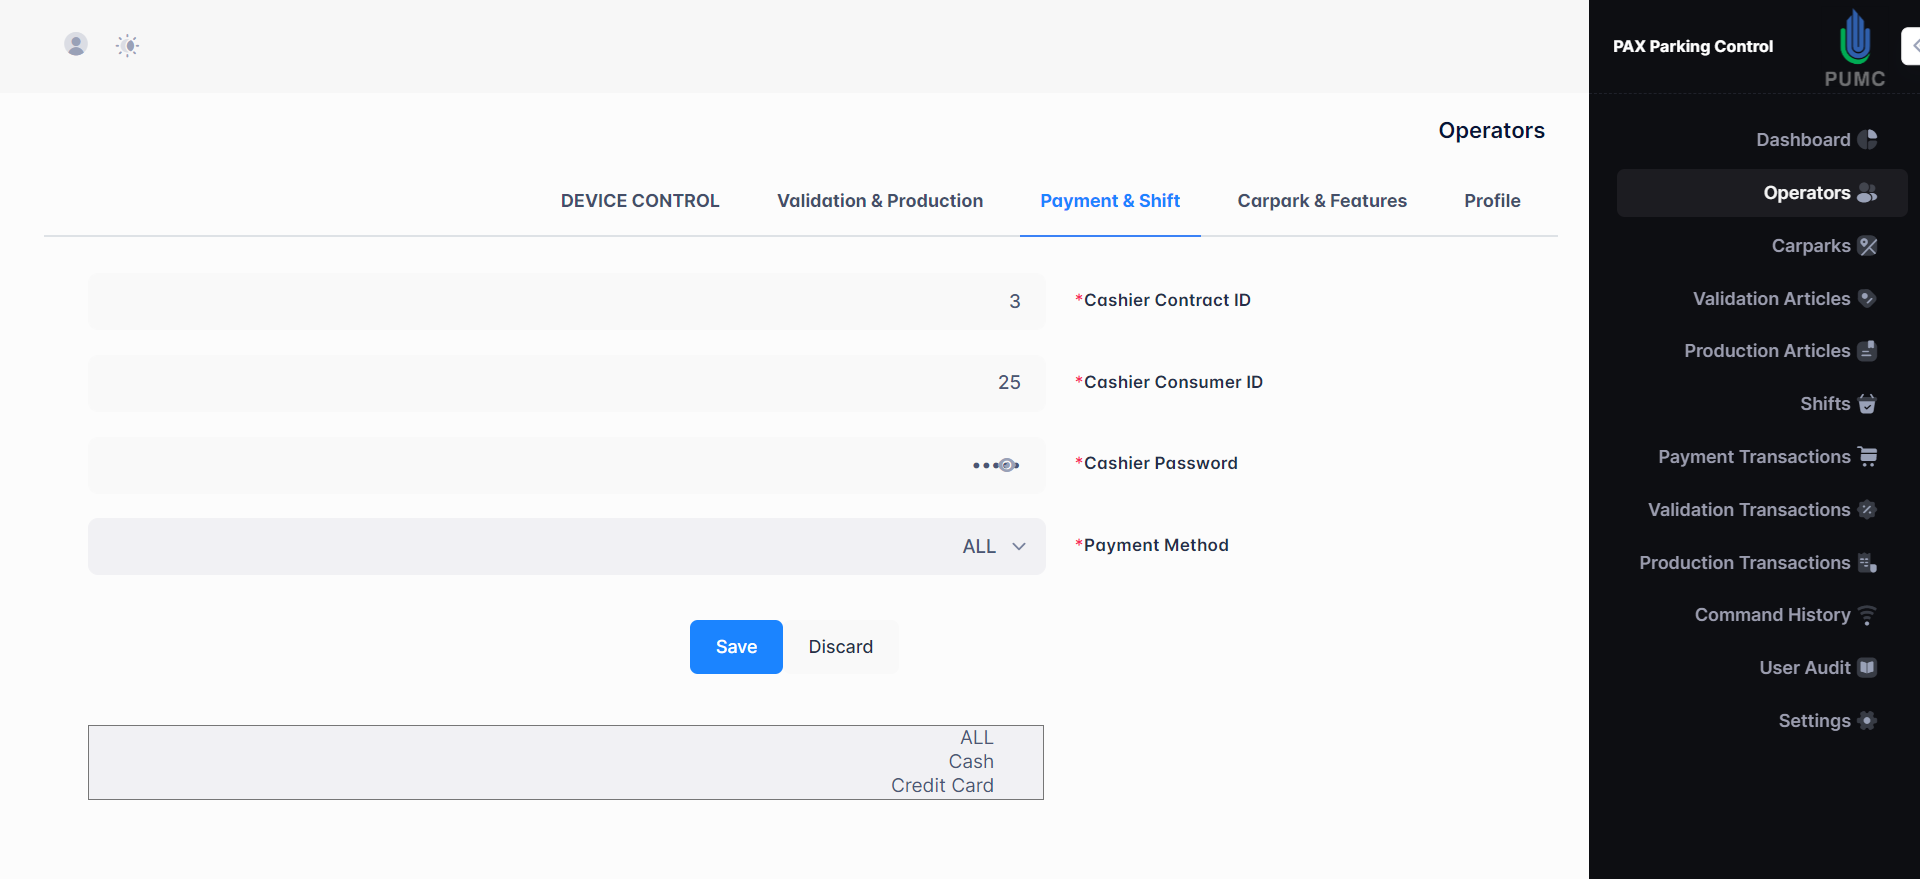 PAX Parking Control
PUMC
Dashboard
Operators
Carparks
Validation Articles
Production Articles
Shifts
Payment Transactions
Validation Transactions
Production Transactions
Command History
User Audit
Settings
Operators
DEVICE CONTROL
Validation & Production
Payment & Shift
Carpark & Features
Profile
*Cashier Contract ID
3
*Cashier Consumer ID
25
*Cashier Password
*Payment Method
ALL
Save
Discard
ALL
Cash
Credit Card